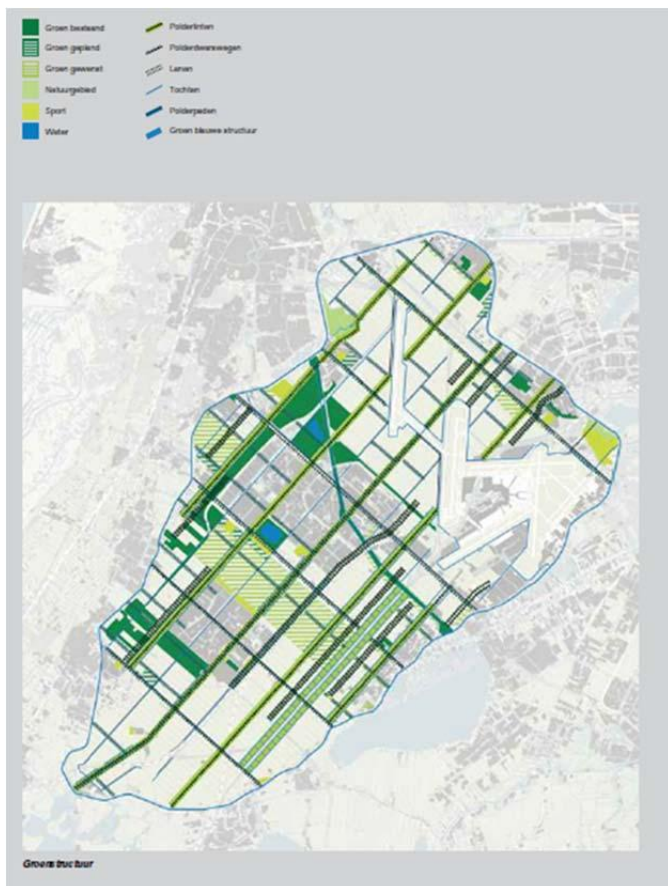 Groen bestaand
Groen gepland
Groen gewenst
Natuurgebied
Sport
Water
Polderlinten
Polderdwarswegen
Lanen
Tochten
Polderpaden
Groen blauwe structuur
Groenstructuur